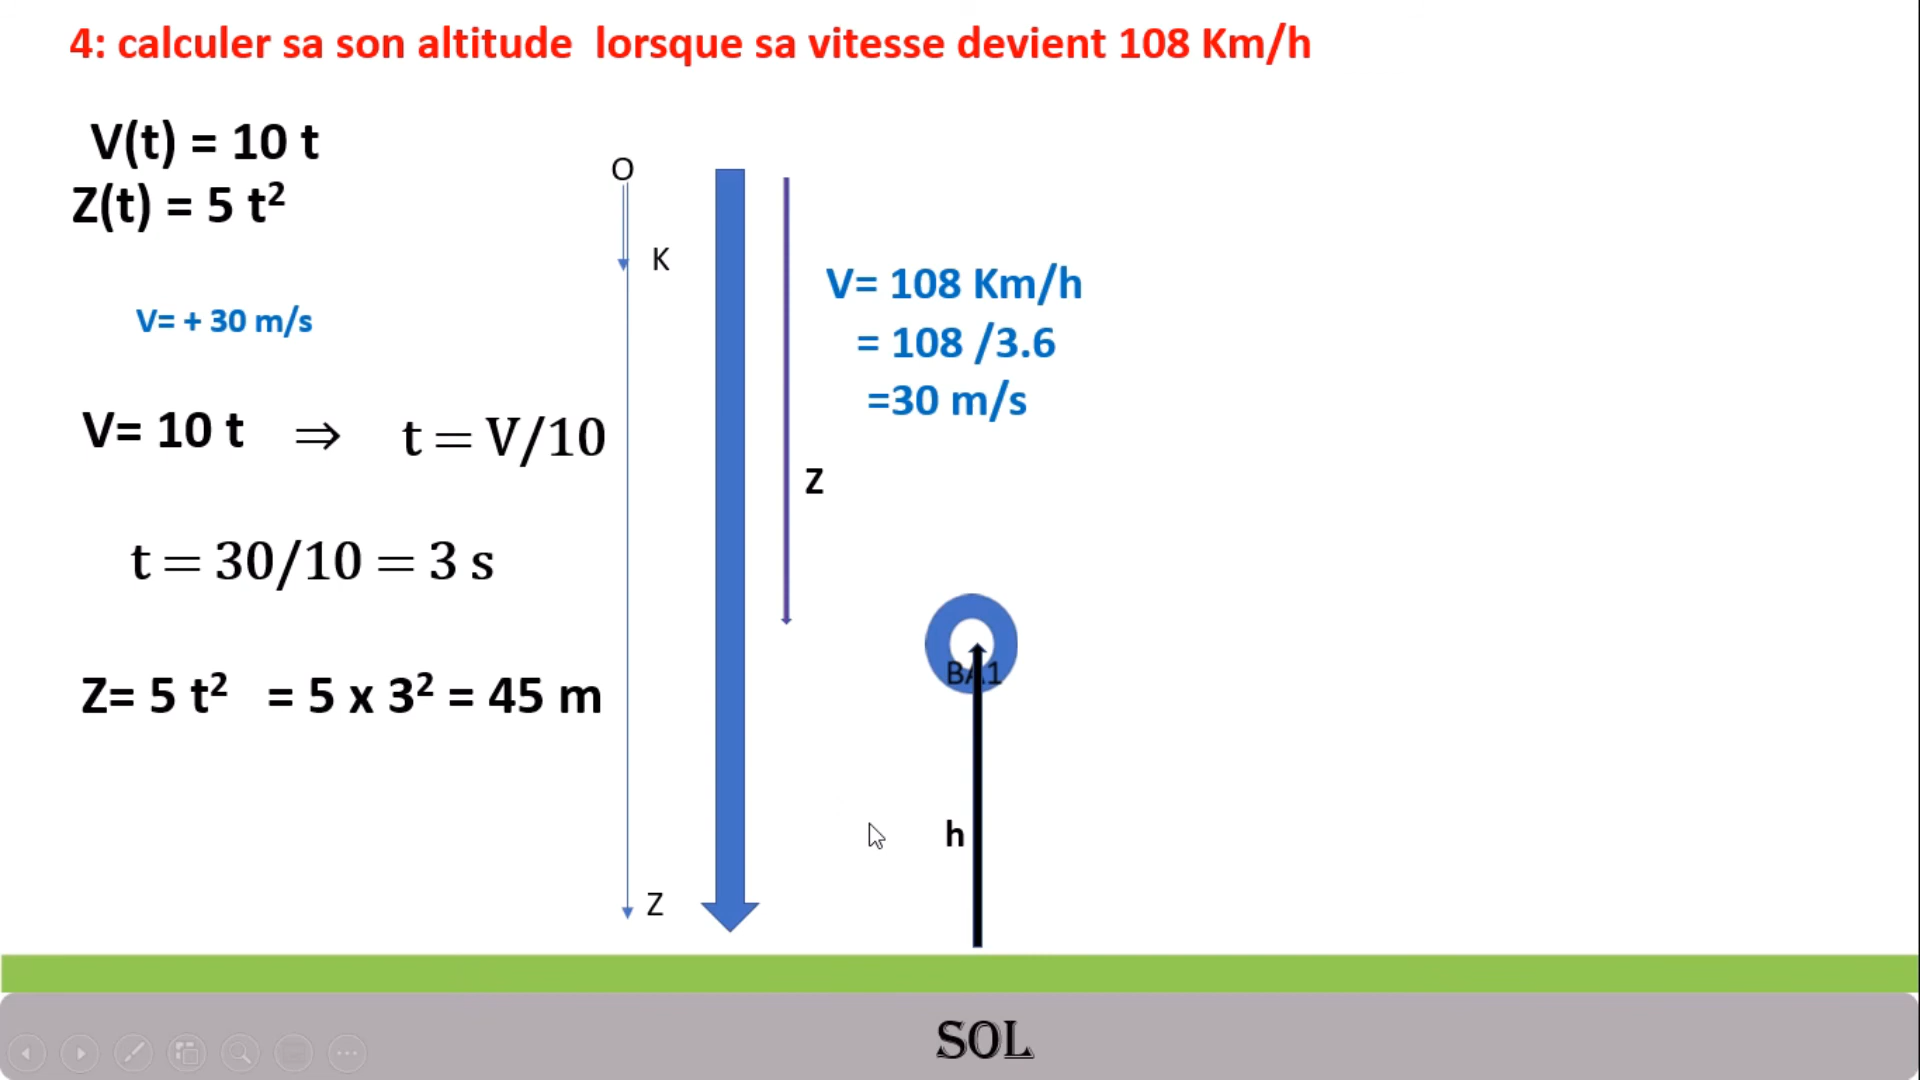 4: calculer sa son altitude lorsque sa vitesse devient 108 Km/h
V(t) = 10 t
Z(t) = 5 t²
O
K
V= 108 Km/h
= 108 /3.6
=30 m/s
V= + 30 m/s
V= 10 t ⇒ t = V/10
Z
t = 30/10 = 3 s
Z= 5 t² = 5 x 3² = 45 m
BA1
h
Z
SOL